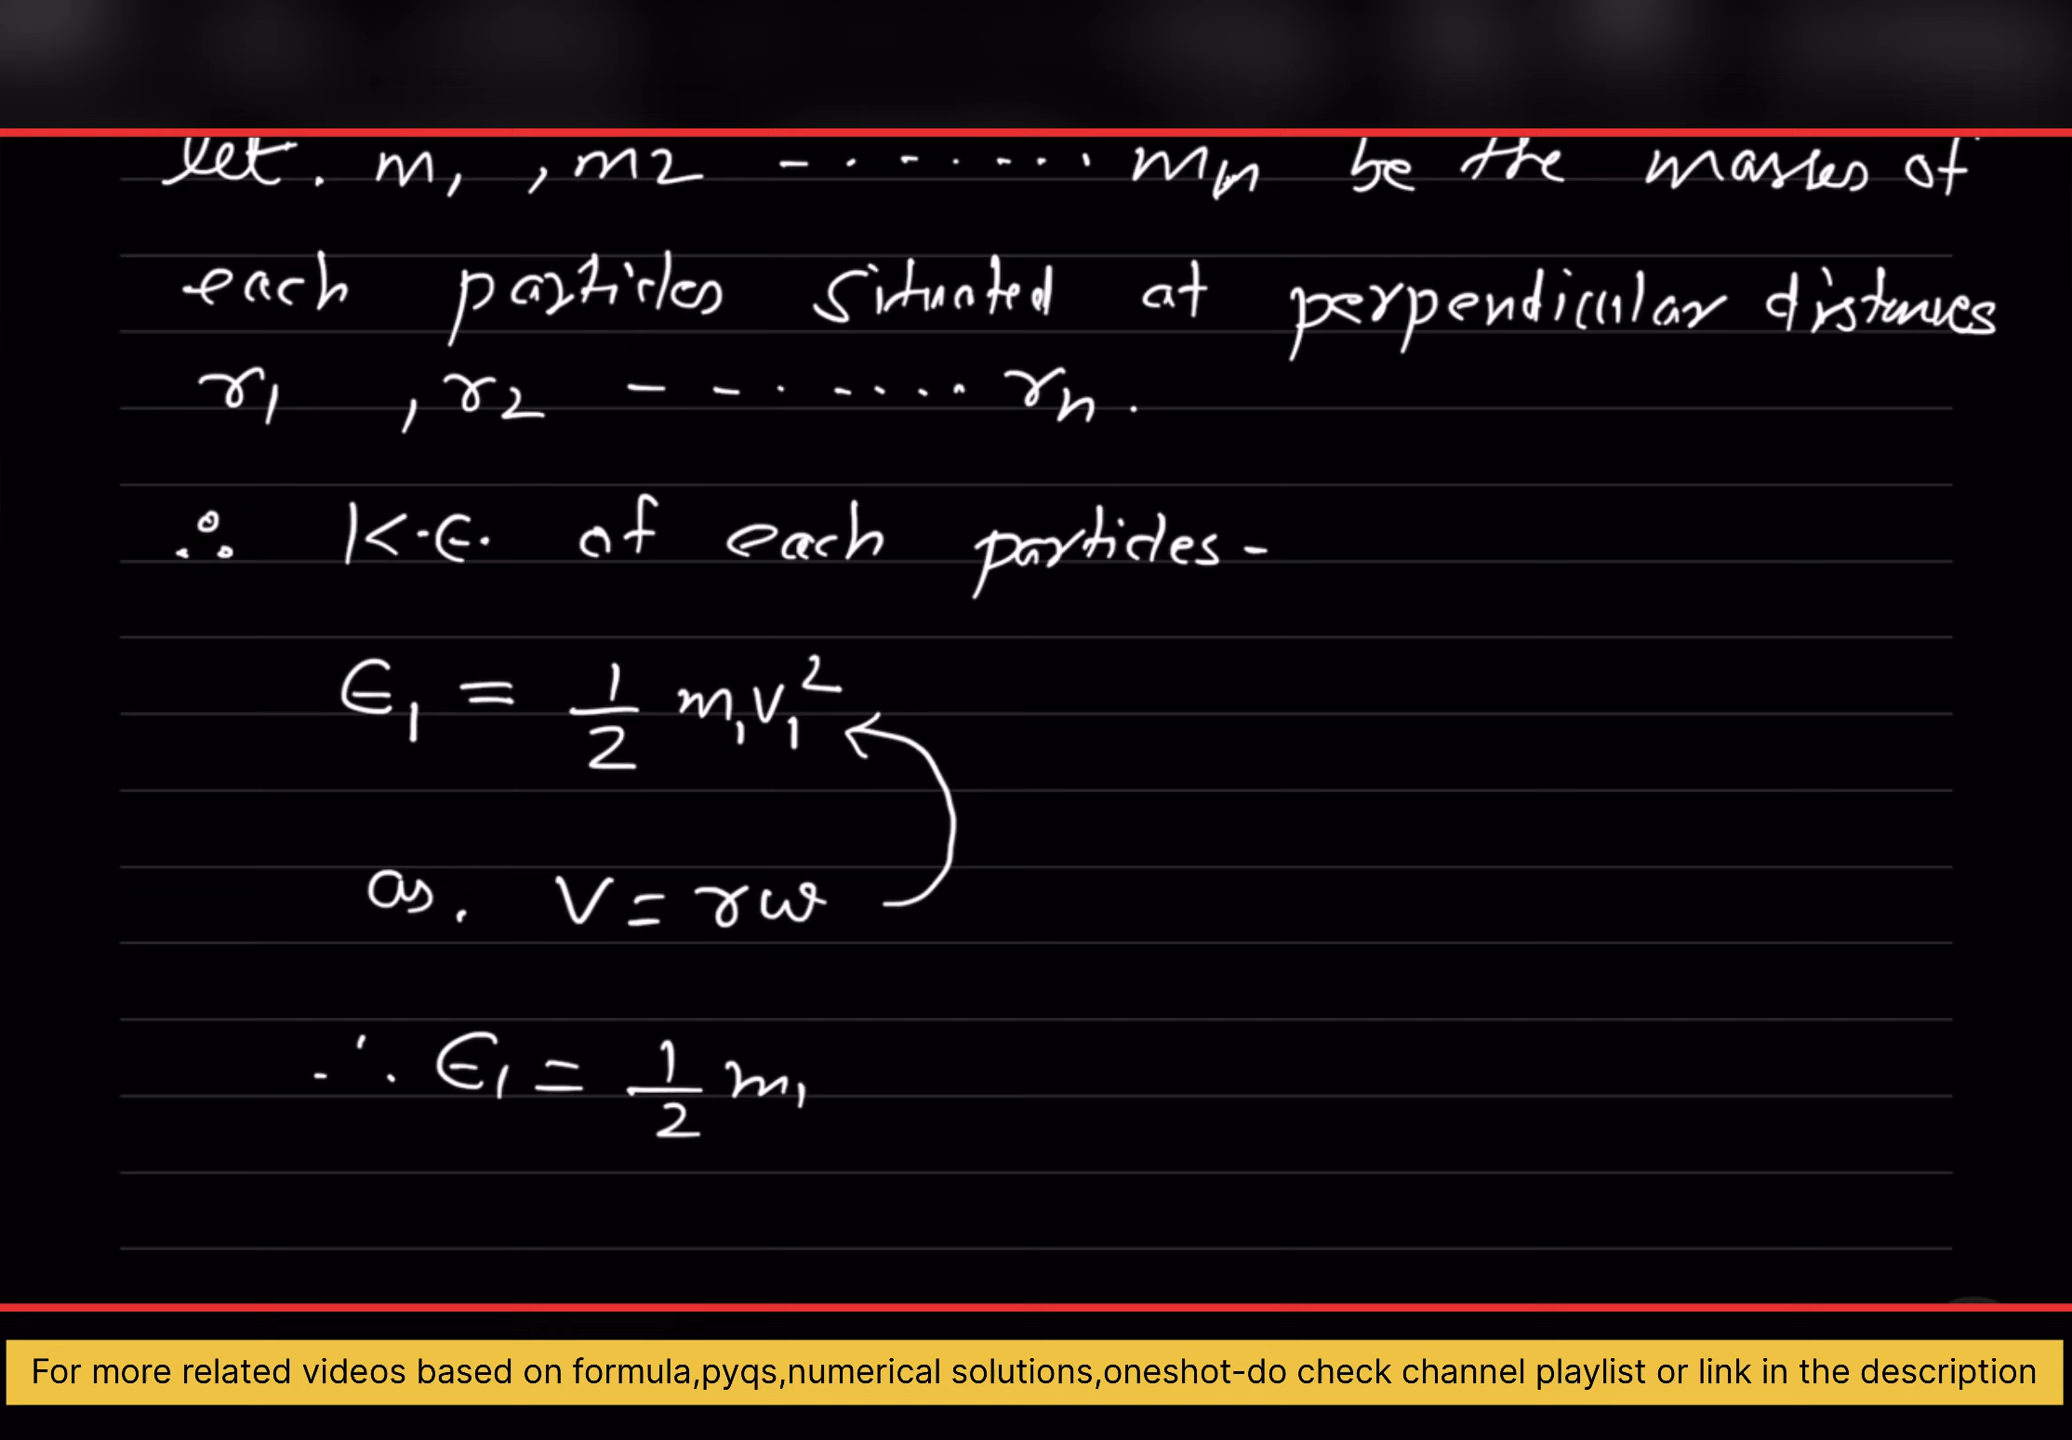 let. m₁ , m2 - - - - - - - - mn be the masses of
each particles situated at perpendicular distances
r1 , r2 - - - - - - - - rn.
∴ K.E. of each particles -
E₁ = 1/2 m₁v₁²
as. v = rω
∴ E₁ = 1/2 m₁
For more related videos based on formula,pyqs,numerical solutions,oneshot-do check channel playlist or link in the description